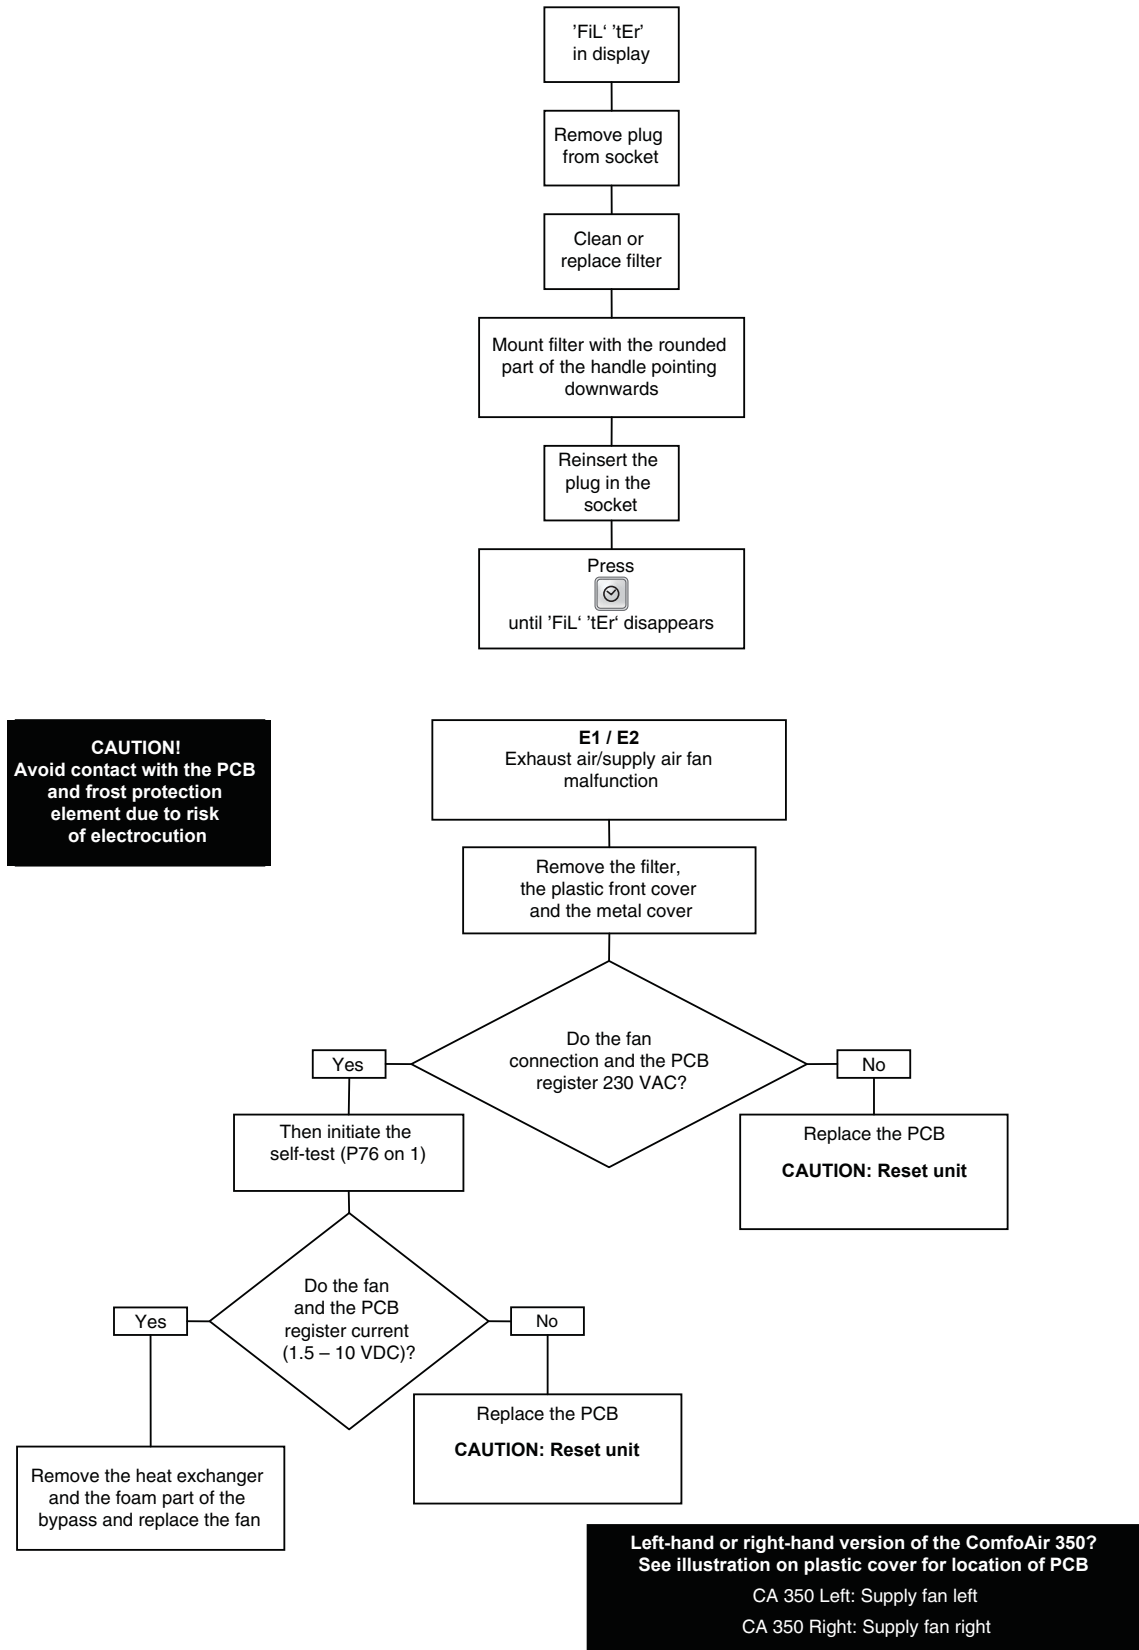 'FiL‘ 'tEr'
in display
Remove plug
from socket
Clean or
replace filter
Mount filter with the rounded
part of the handle pointing
downwards
Reinsert the
plug in the
socket
Press
until 'FiL‘ 'tEr‘ disappears
CAUTION!
Avoid contact with the PCB
and frost protection
element due to risk
of electrocution
E1 / E2
Exhaust air/supply air fan
malfunction
Remove the filter,
the plastic front cover
and the metal cover
Do the fan
connection and the PCB
register 230 VAC?
Yes
No
Then initiate the
self-test (P76 on 1)
Replace the PCB
CAUTION: Reset unit
Do the fan
and the PCB
register current
(1.5 – 10 VDC)?
Yes
No
Replace the PCB
CAUTION: Reset unit
Remove the heat exchanger
and the foam part of the
bypass and replace the fan
Left-hand or right-hand version of the ComfoAir 350?
See illustration on plastic cover for location of PCB
CA 350 Left: Supply fan left
CA 350 Right: Supply fan right